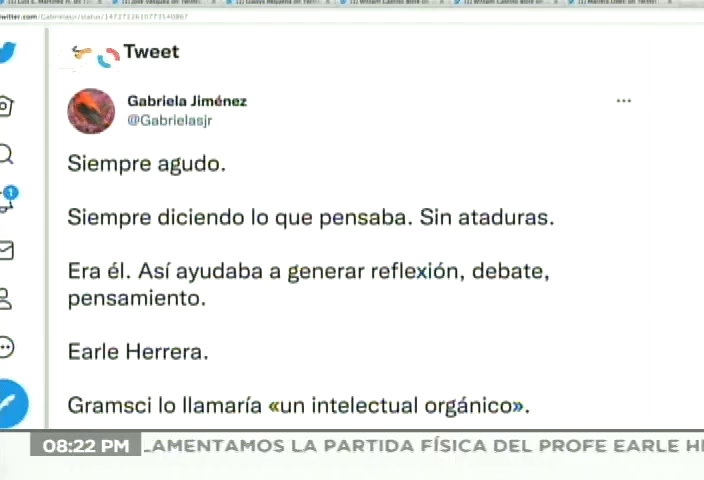 Tweet
Gabriela Jiménez
@Gabrielasjr
Siempre agudo.
Siempre diciendo lo que pensaba. Sin ataduras.
Era él. Así ayudaba a generar reflexión, debate,
pensamiento.
Earle Herrera.
Gramsci lo llamaría «un intelectual orgánico».
08:22 PM LAMENTAMOS LA PARTIDA FÍSICA DEL PROFE EARLE